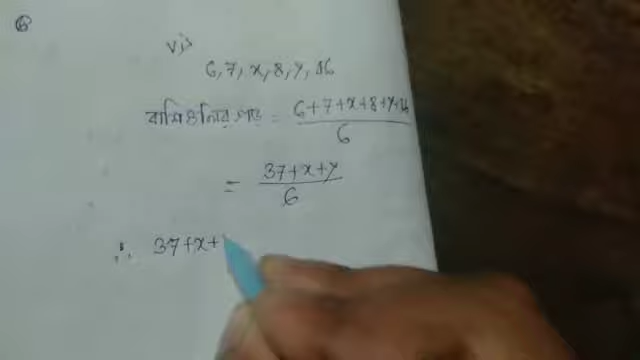 6
vi>
6, 7, x, 8, y, 16
রাশিগুলির গড় = 6+7+x+8+y+16
6
= 37+x+y
6
∴ 37+x+